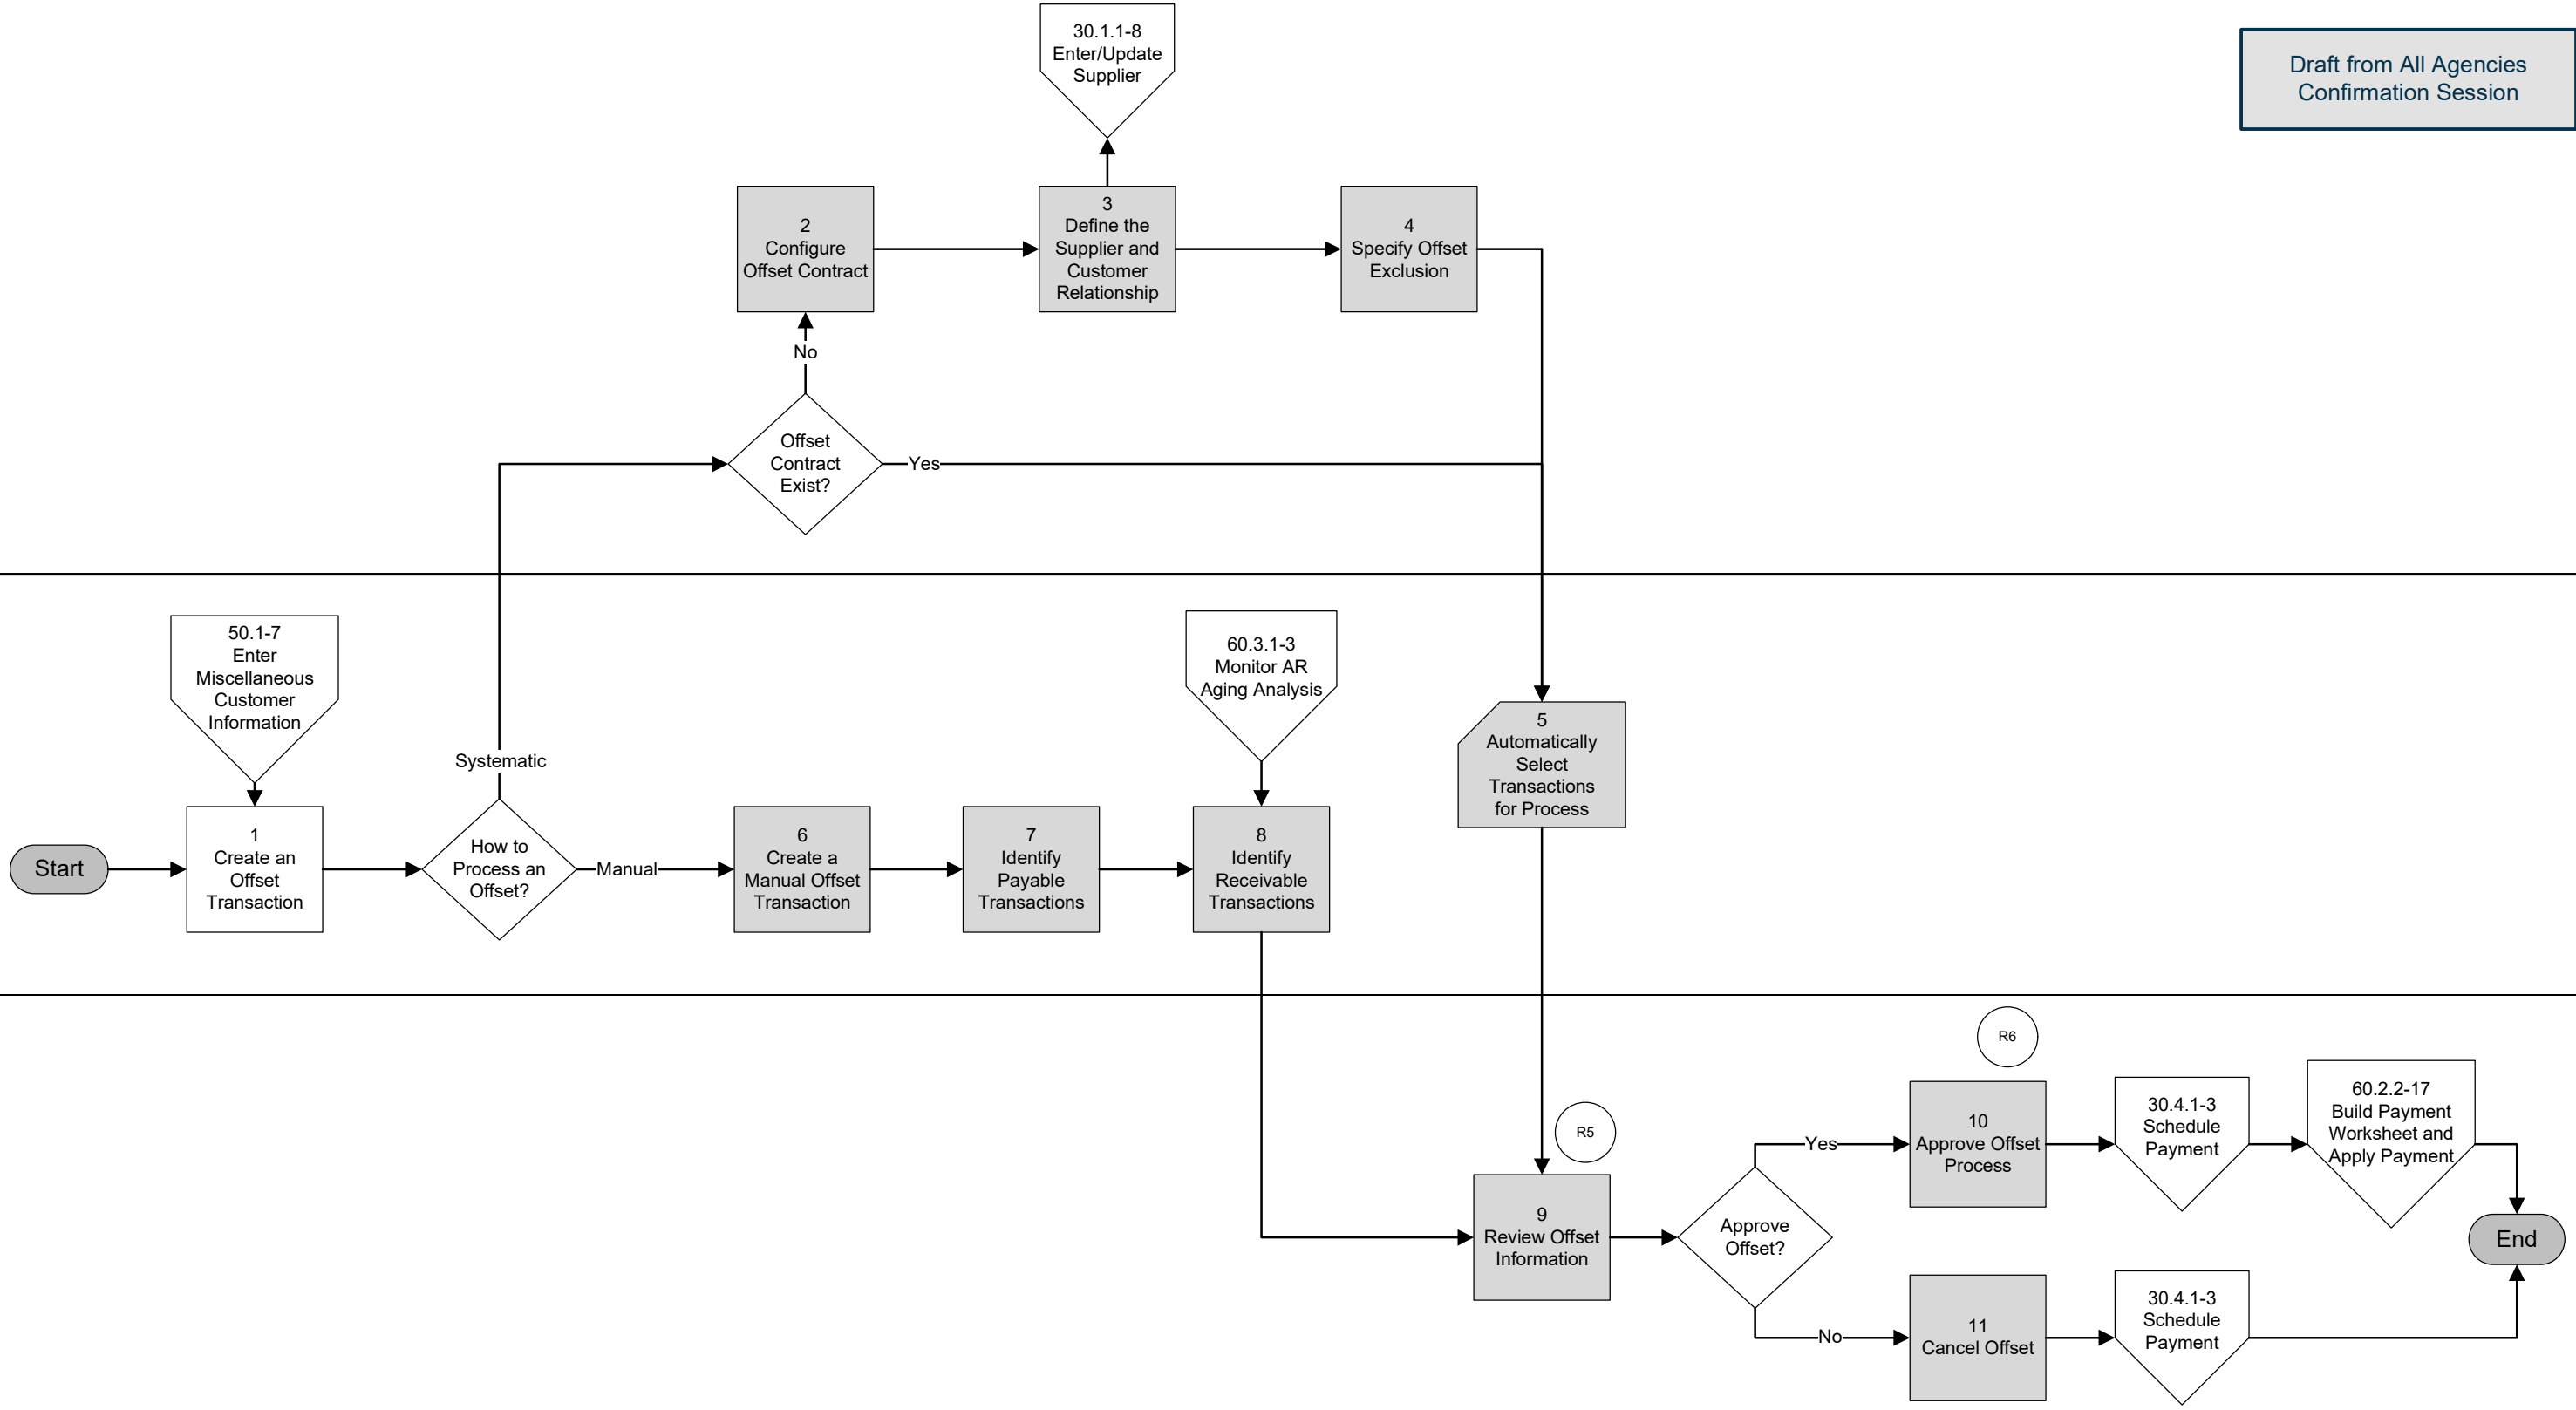 30.1.1-8
Enter/Update
Supplier
Draft from All Agencies
Confirmation Session
2
Configure
Offset Contract
3
Define the
Supplier and
Customer
Relationship
4
Specify Offset
Exclusion
No
Offset
Contract
Exist?
Yes
50.1-7
Enter
Miscellaneous
Customer
Information
60.3.1-3
Monitor AR
Aging Analysis
Systematic
5
Automatically
Select
Transactions
for Process
Start
1
Create an
Offset
Transaction
How to
Process an
Offset?
Manual
6
Create a
Manual Offset
Transaction
7
Identify
Payable
Transactions
8
Identify
Receivable
Transactions
R6
R5
9
Review Offset
Information
Approve
Offset?
Yes
10
Approve Offset
Process
30.4.1-3
Schedule
Payment
60.2.2-17
Build Payment
Worksheet and
Apply Payment
End
No
11
Cancel Offset
30.4.1-3
Schedule
Payment